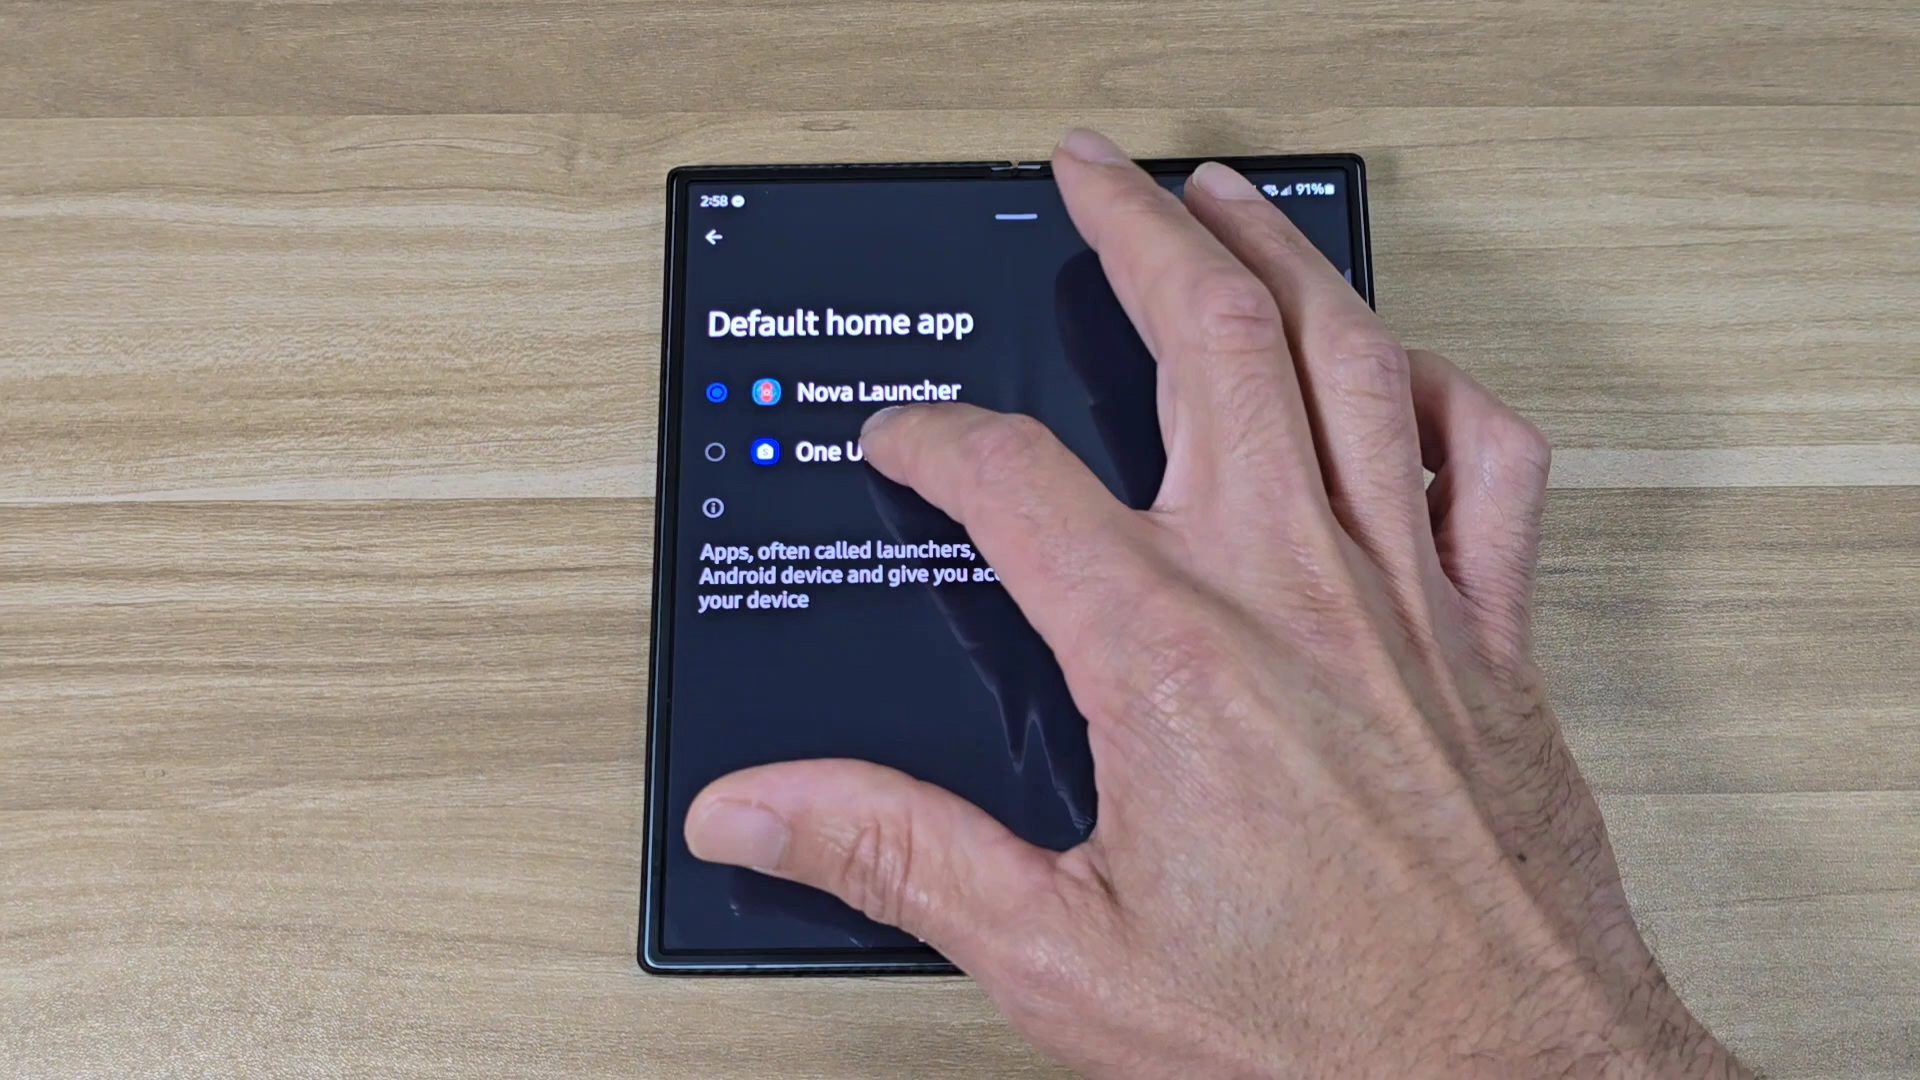 2:58
91%
Default home app
Nova Launcher
One
Apps, often called launchers,
Android device and give you
your device